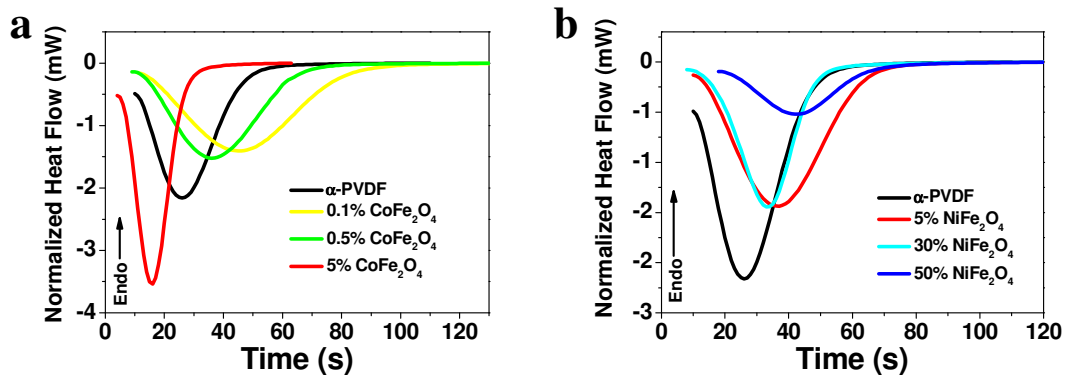 a
Normalized Heat Flow (mW)
0
-1
-2
-3
-4
α-PVDF
0.1% CoFe₂O₄
0.5% CoFe₂O₄
5% CoFe₂O₄
Endo
0 20 40 60 80 100 120
Time (s)
b
Normalized Heat Flow (mW)
0
-1
-1
-2
-2
-3
α-PVDF
5% NiFe₂O₄
30% NiFe₂O₄
50% NiFe₂O₄
Endo
0 20 40 60 80 100 120
Time (s)